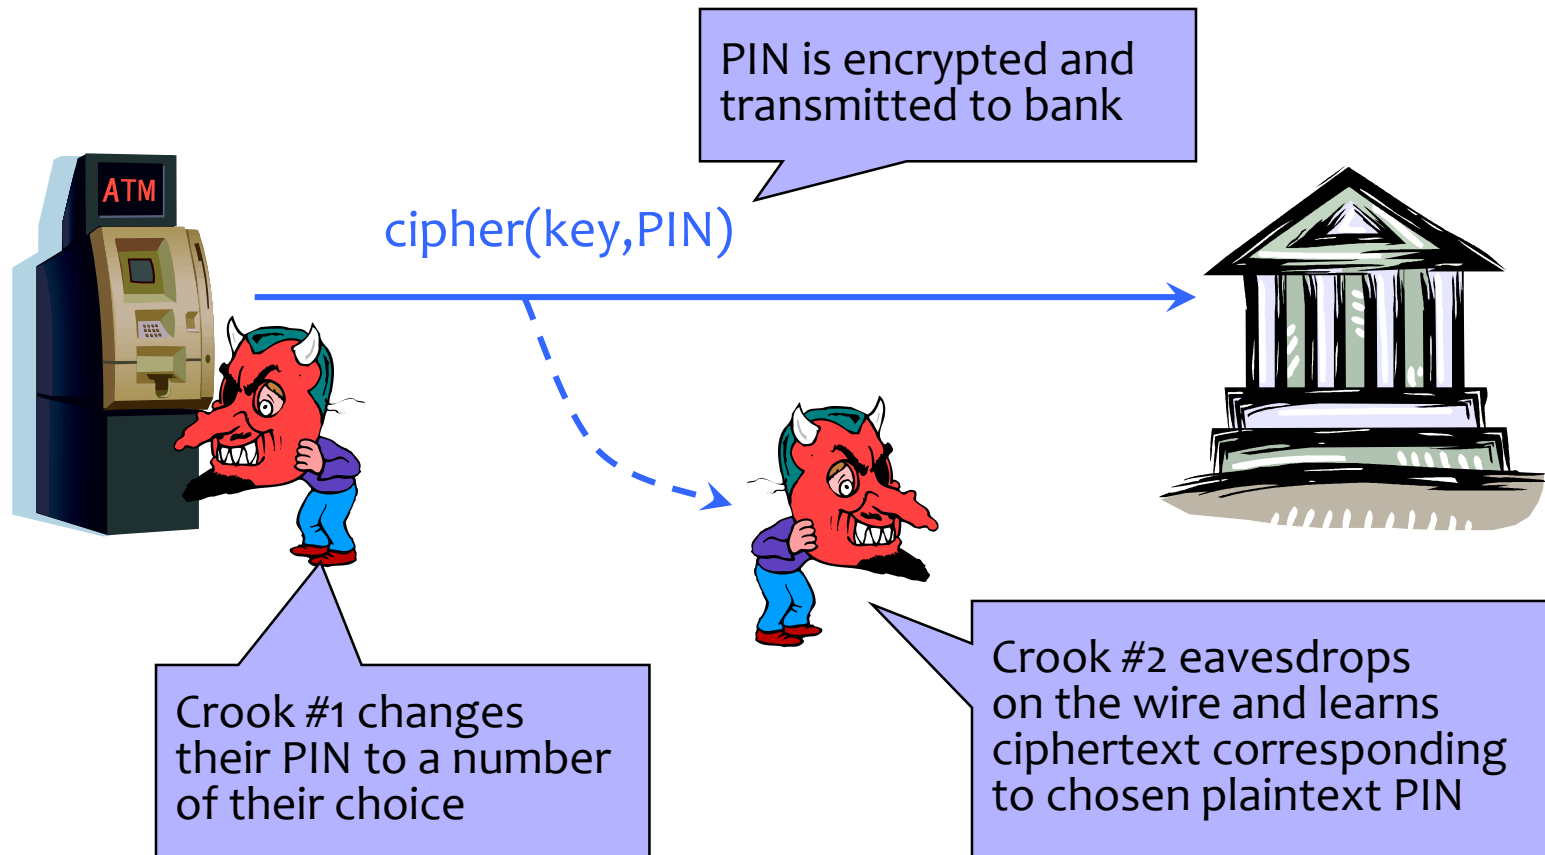 PIN is encrypted and
transmitted to bank
ATM
cipher(key,PIN)
Crook #1 changes
their PIN to a number
of their choice
Crook #2 eavesdrops
on the wire and learns
ciphertext corresponding
to chosen plaintext PIN